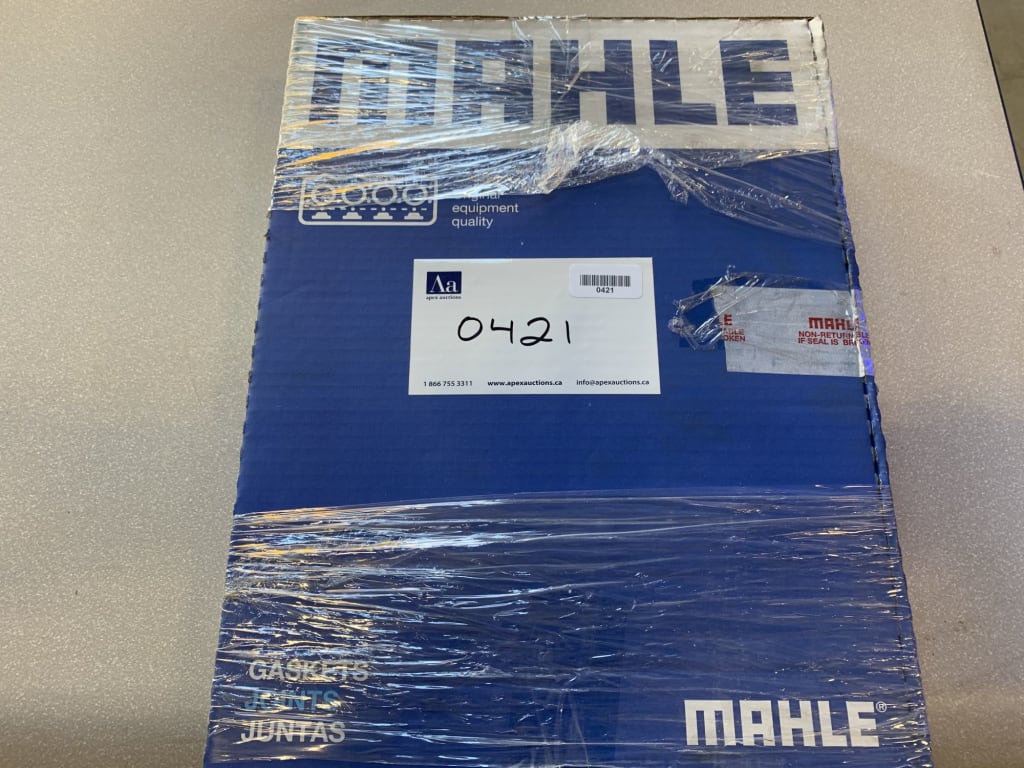 MAHLE
original
equipment
quality
Aa
apex auctions
0421
0421
1 866 755 3311 www.apexauctions.ca info@apexauctions.ca
MAHLE
NON-RETURNABLE
IF SEAL IS BROKEN
GASKETS
JOINTS
JUNTAS
MAHLE®